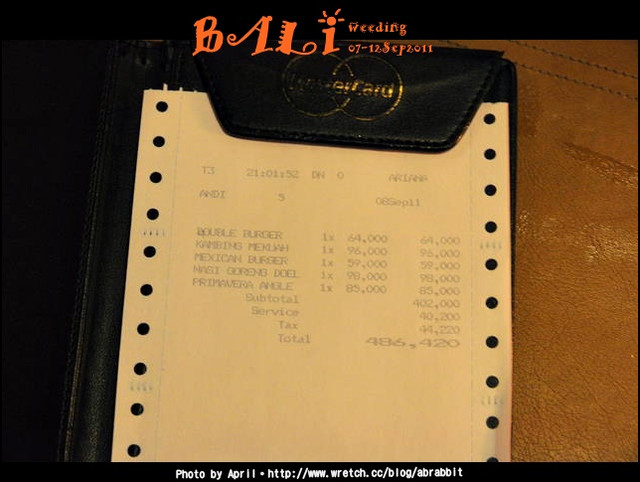 BALi weeding
07-12Sep2011
MasterCard
T3 21:01:52 DN 0 ARIANA
ANDI 5 08Sep11
DOUBLE BURGER 1x 64,000 64,000
KAMBING MEKUAH 1x 96,000 96,000
MEXICAN BURGER 1x 59,000 59,000
NASI GORENG DOEL 1x 98,000 98,000
PRIMAVERA ANGLE 1x 85,000 85,000
Subtotal 402,000
Service 40,200
Tax 44,220
Total 486,420
Photo by April。http://www.wretch.cc/blog/abrabbit